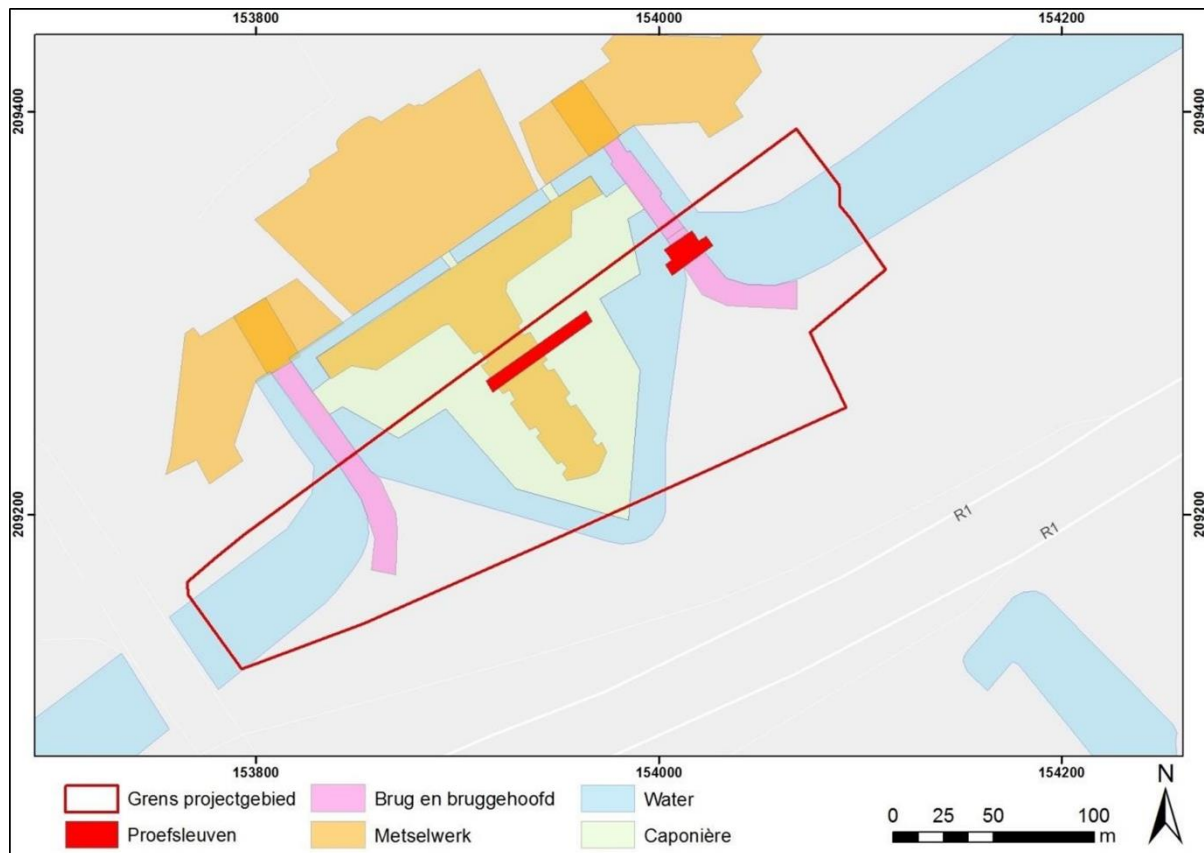 153800 154000 154200
209400 209400
R1
209200 209200
R1
153800 154000 154200
N
Grens projectgebied Brug en bruggehoofd Water
Proefsleuven Metselwerk Caponière
0 25 50 100
m